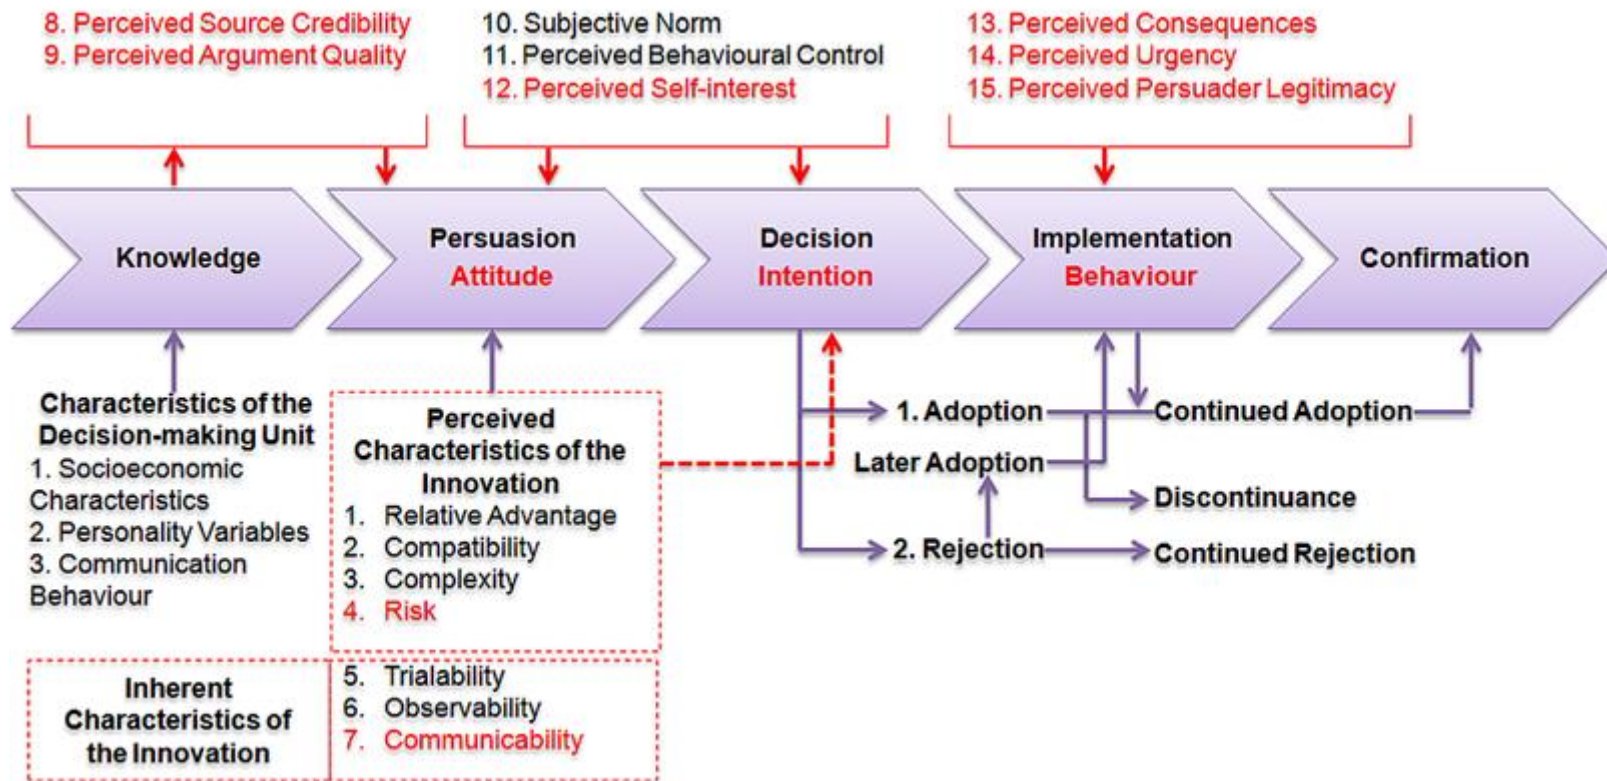 8. Perceived Source Credibility
9. Perceived Argument Quality
10. Subjective Norm
11. Perceived Behavioural Control
12. Perceived Self-interest
13. Perceived Consequences
14. Perceived Urgency
15. Perceived Persuader Legitimacy
Knowledge
Persuasion
Attitude
Decision
Intention
Implementation
Behaviour
Confirmation
Characteristics of the
Decision-making Unit
1. Socioeconomic
Characteristics
2. Personality Variables
3. Communication
Behaviour
Perceived
Characteristics of the
Innovation
1. Relative Advantage
2. Compatibility
3. Complexity
4. Risk
1. Adoption
Continued Adoption
Later Adoption
Discontinuance
2. Rejection
Continued Rejection
Inherent
Characteristics of
the Innovation
5. Trialability
6. Observability
7. Communicability